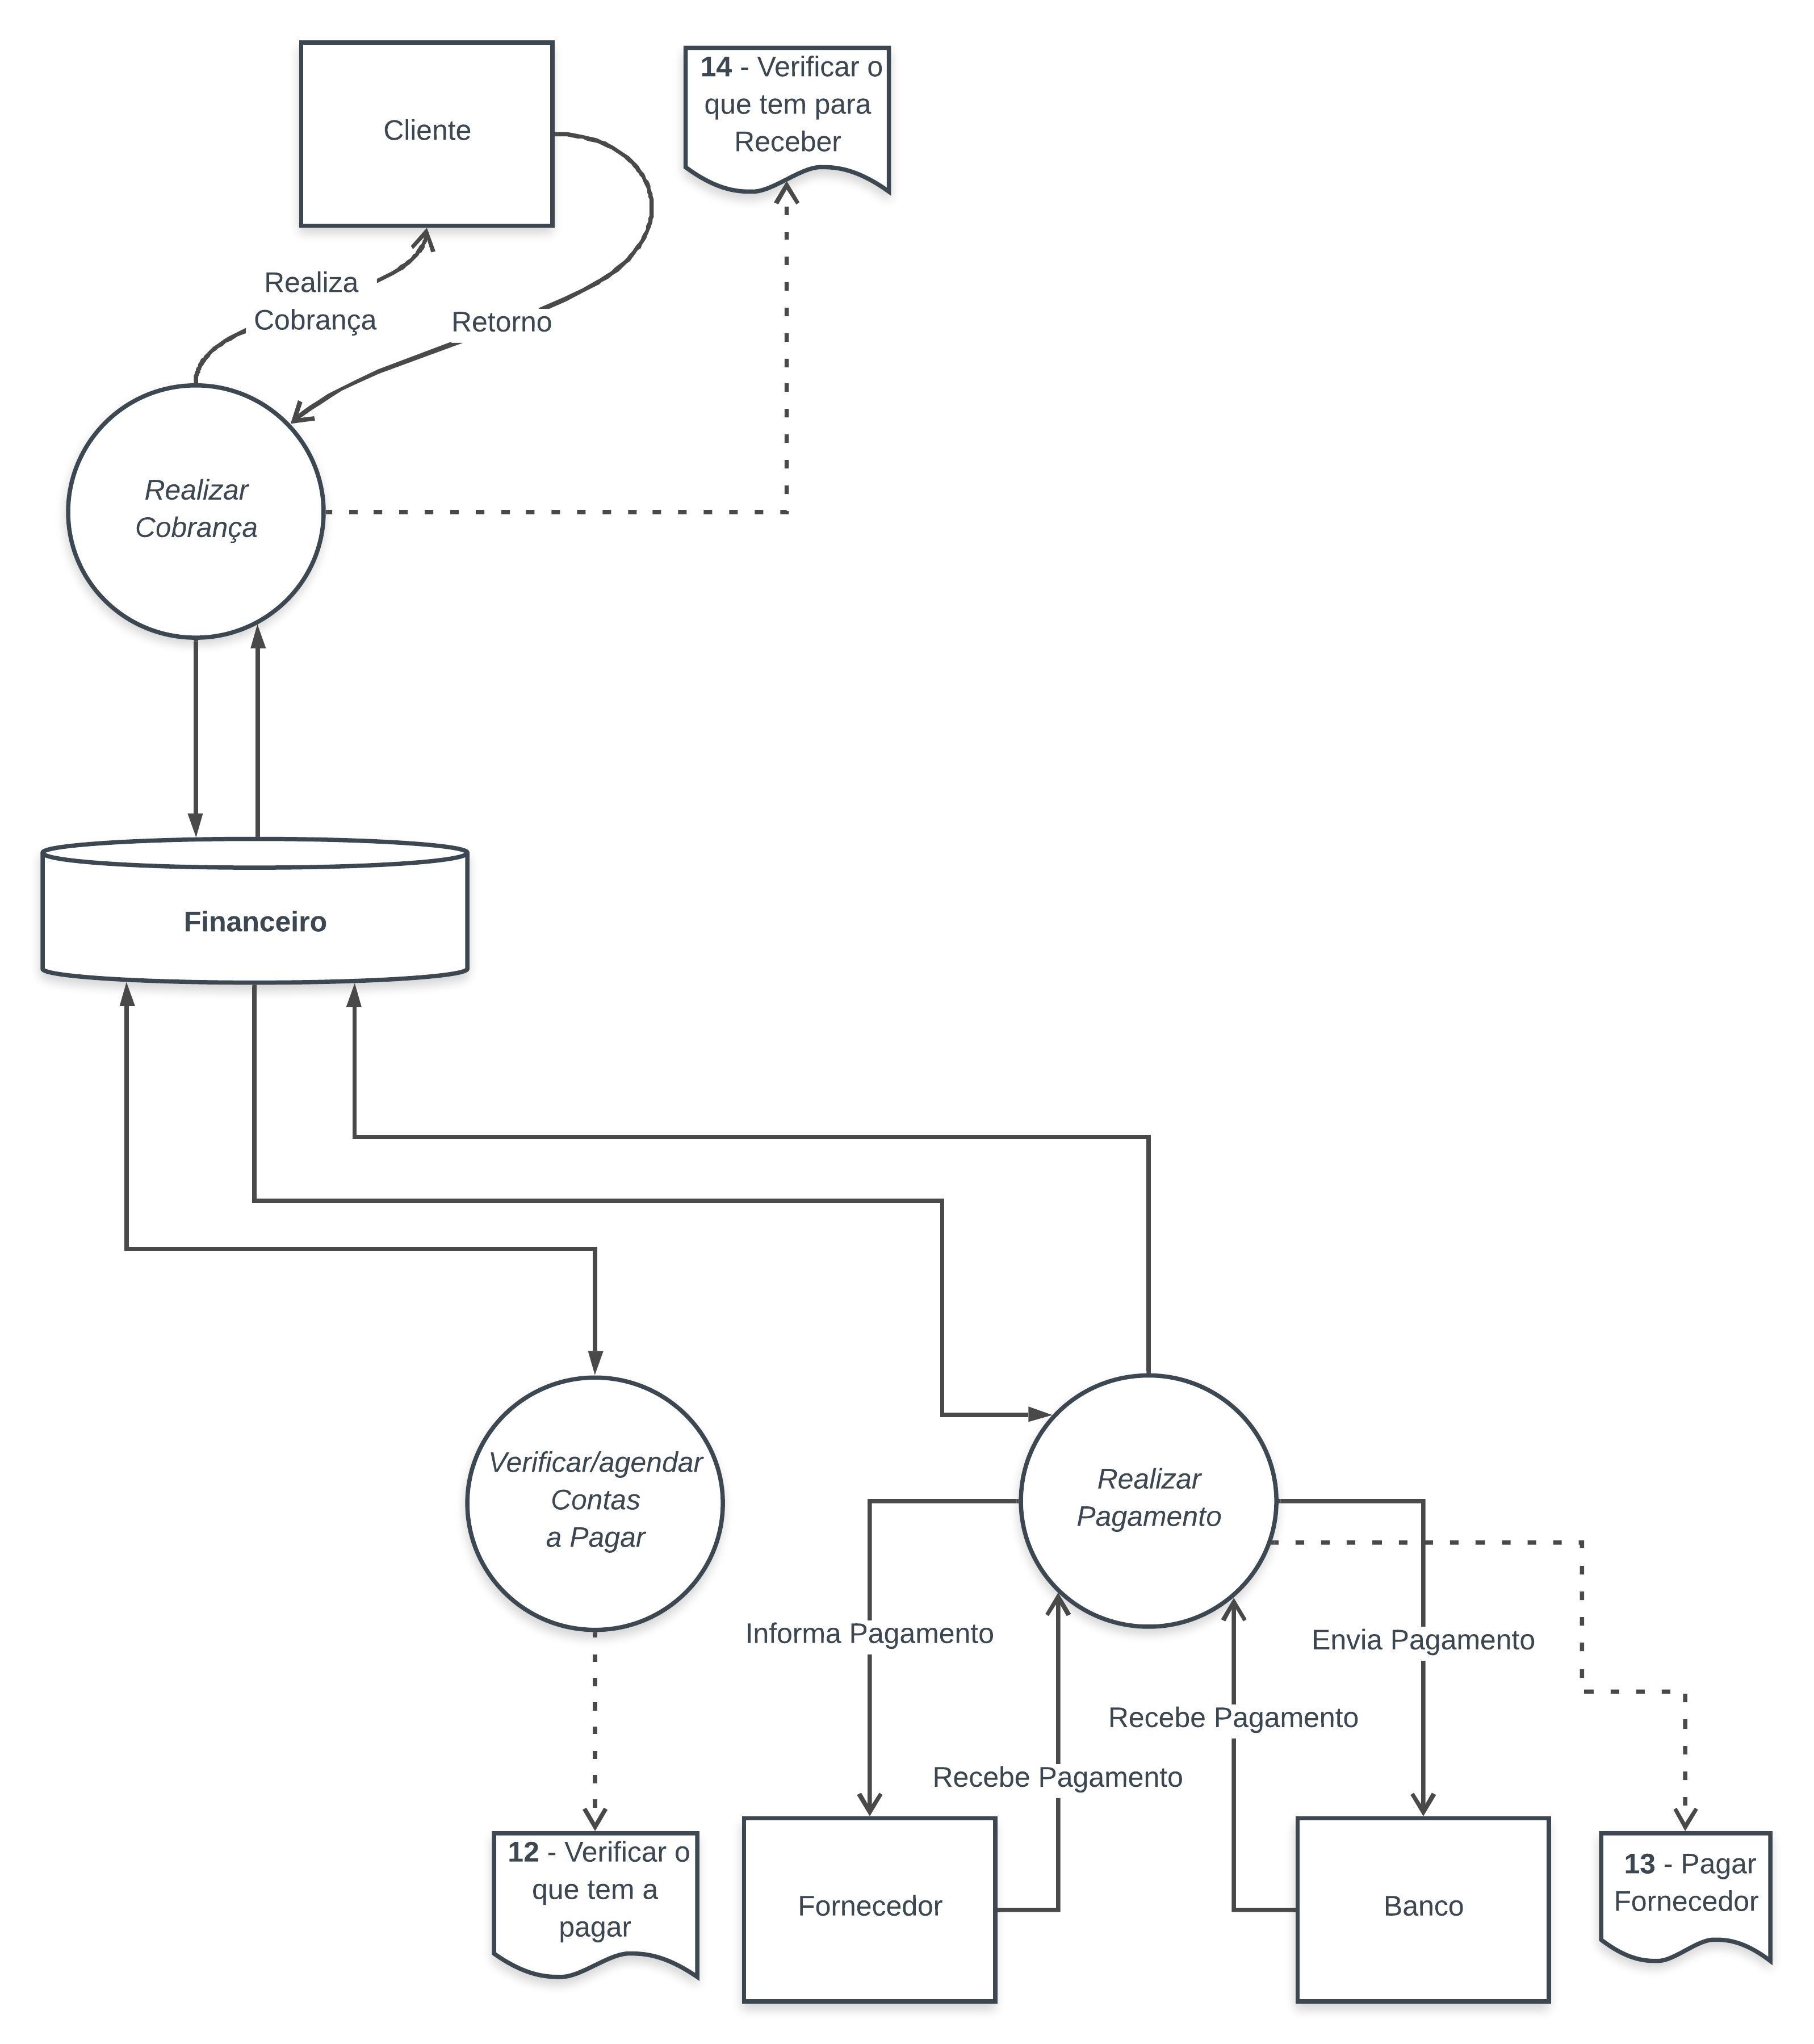 Cliente
14 - Verificar o
que tem para
Receber
Realiza
Cobrança
Retorno
Realizar
Cobrança
Financeiro
Verificar/agendar
Contas
a Pagar
Realizar
Pagamento
Informa Pagamento
Envia Pagamento
Recebe Pagamento
Recebe Pagamento
12 - Verificar o
que tem a
pagar
Fornecedor
Banco
13 - Pagar
Fornecedor